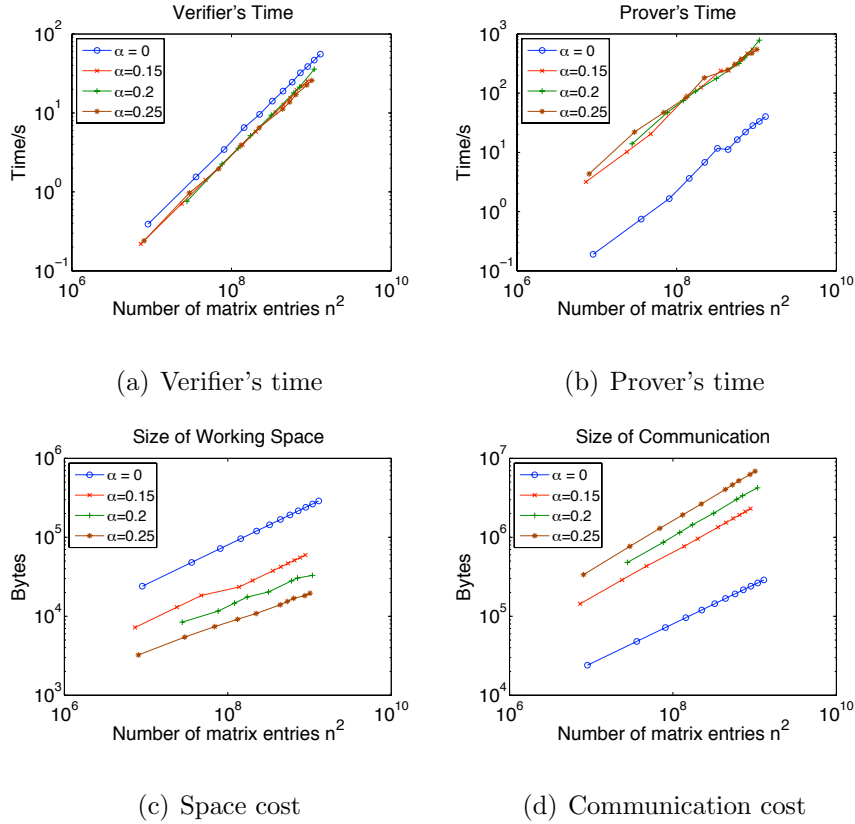 Verifier's Time
10^2
10^1
10^0
10^-1
Time/s
α = 0
α=0.15
α=0.2
α=0.25
10^6
10^8
10^10
Number of matrix entries n^2
(a) Verifier's time
Prover's Time
10^3
10^2
10^1
10^0
10^-1
Time/s
α = 0
α=0.15
α=0.2
α=0.25
10^6
10^8
10^10
Number of matrix entries n^2
(b) Prover's time
Size of Working Space
10^6
10^5
10^4
10^3
Bytes
α = 0
α=0.15
α=0.2
α=0.25
10^6
10^8
10^10
Number of matrix entries n^2
(c) Space cost
Size of Communication
10^7
10^6
10^5
10^4
Bytes
α = 0
α=0.15
α=0.2
α=0.25
10^6
10^8
10^10
Number of matrix entries n^2
(d) Communication cost